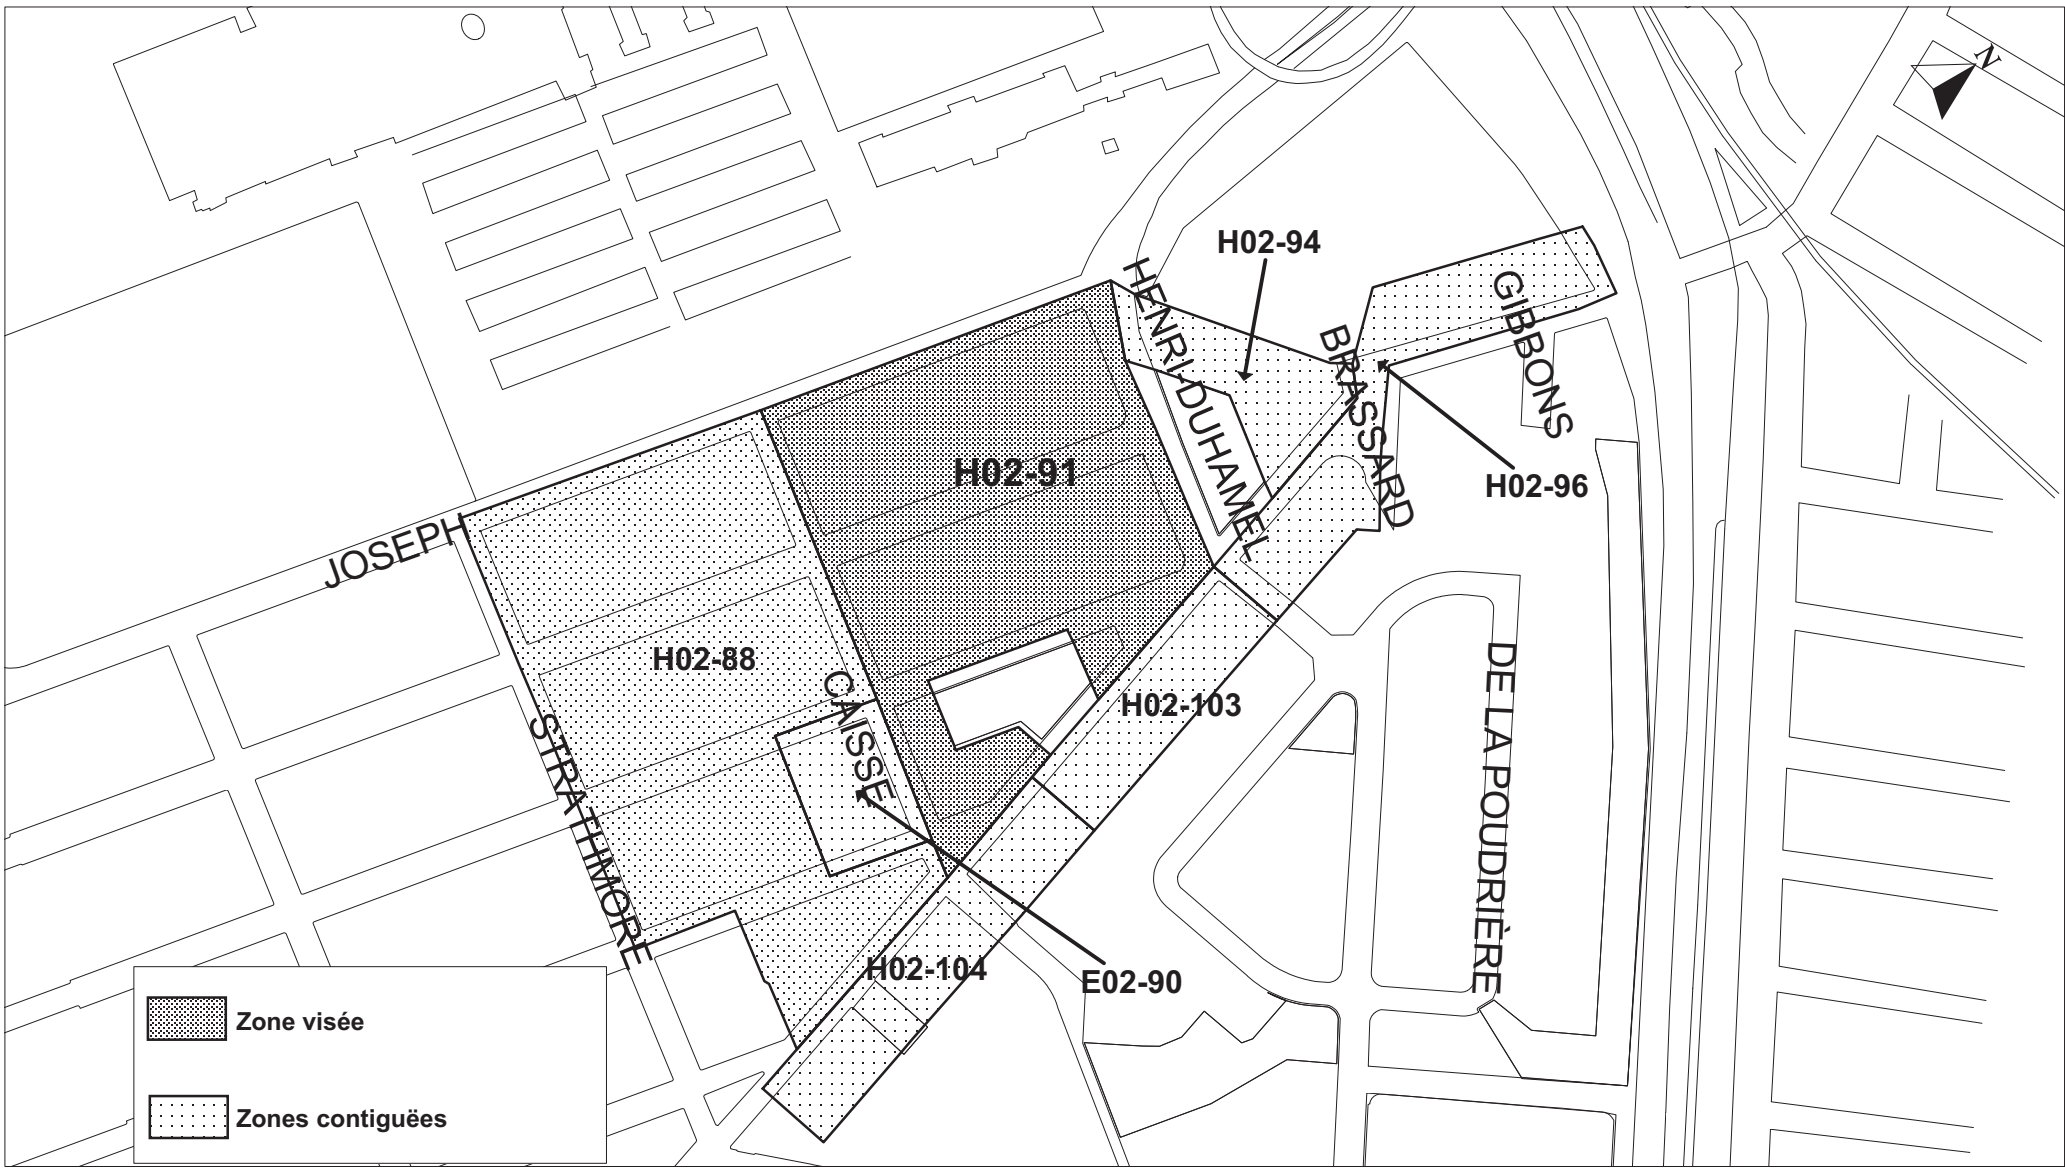 N
H02-94
HENRI-DUHAMEL
BRASSARD
GIBBONS
H02-91
H02-96
JOSEPH
H02-88
CAISSE
H02-103
STRATHMORE
DE LA POUDRIÈRE
H02-104
E02-90
Zone visée
Zones contiguëes